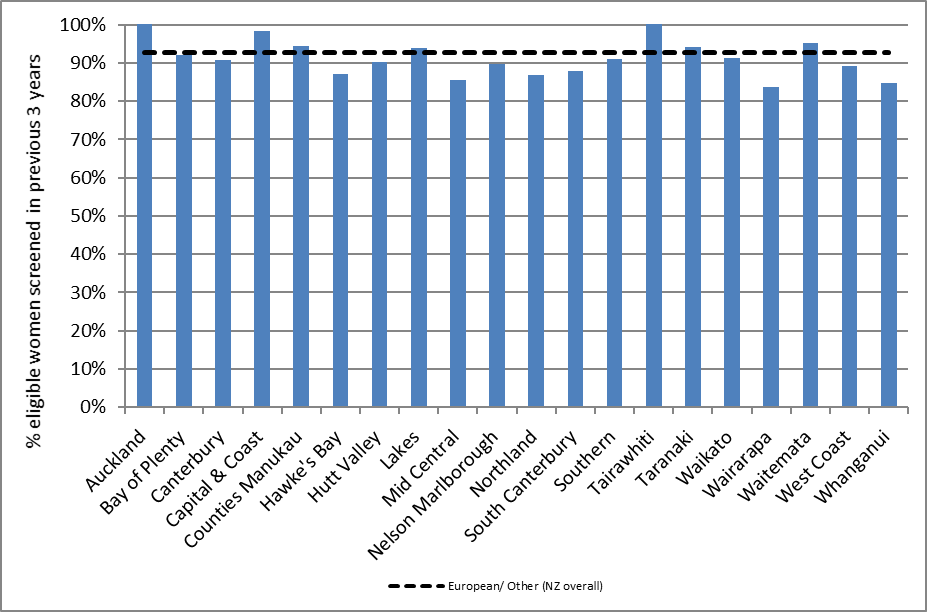 % eligible women screened in previous 3 years
100%
90%
80%
70%
60%
50%
40%
30%
20%
10%
0%
Auckland
Bay of Plenty
Canterbury
Capital & Coast
Counties Manukau
Hawke's Bay
Hutt Valley
Lakes
Mid Central
Nelson Marlborough
Northland
South Canterbury
Southern
Tairawhiti
Taranaki
Waikato
Wairarapa
Waitemata
West Coast
Whanganui
European/ Other (NZ overall)